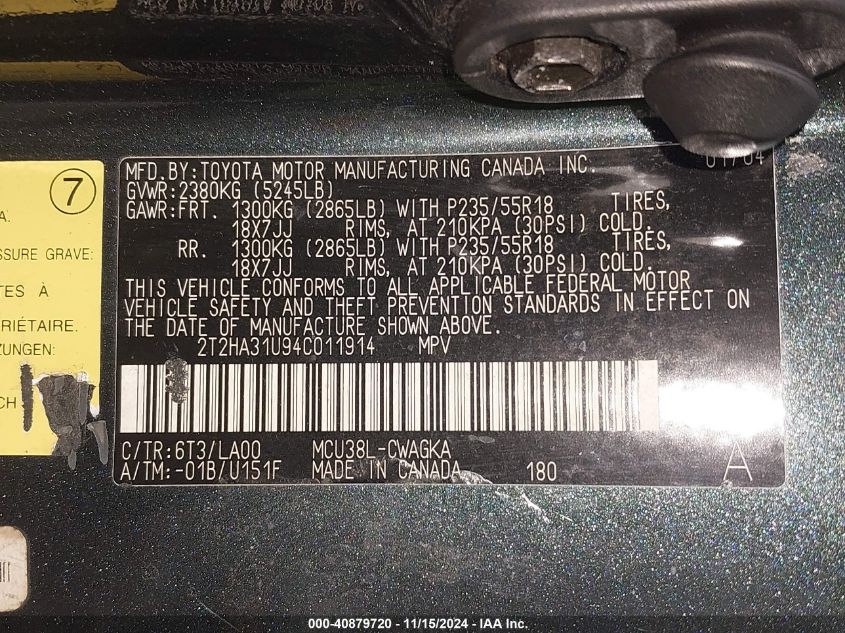 01/04
MFD.BY:TOYOTA MOTOR MANUFACTURING CANADA INC.
GVWR:2380KG (5245LB)
GAWR:FRT. 1300KG (2865LB) WITH P235/55R18 TIRES,
18X7JJ RIMS, AT 210KPA (30PSI) COLD.
RR. 1300KG (2865LB) WITH P235/55R18 TIRES,
18X7JJ RIMS, AT 210KPA (30PSI) COLD.
THIS VEHICLE CONFORMS TO ALL APPLICABLE FEDERAL MOTOR
VEHICLE SAFETY AND THEFT PREVENTION STANDARDS IN EFFECT ON
THE DATE OF MANUFACTURE SHOWN ABOVE.
2T2HA31U94C011914 MPV
C/TR:6T3/LA00 MCU38L-CWAGKA
A/TM:-01B/U151F MADE IN CANADA 180 A
7
A.
SSURE GRAVE:
TES À
RIÉTAIRE.
ZUNGEN:
CH
000-40879720 - 11/15/2024 - IAA Inc.